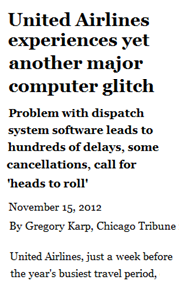 United Airlines
experiences yet
another major
computer glitch
Problem with dispatch
system software leads to
hundreds of delays, some
cancellations, call for
'heads to roll'
November 15, 2012
By Gregory Karp, Chicago Tribune
United Airlines, just a week before
the year's busiest travel period,